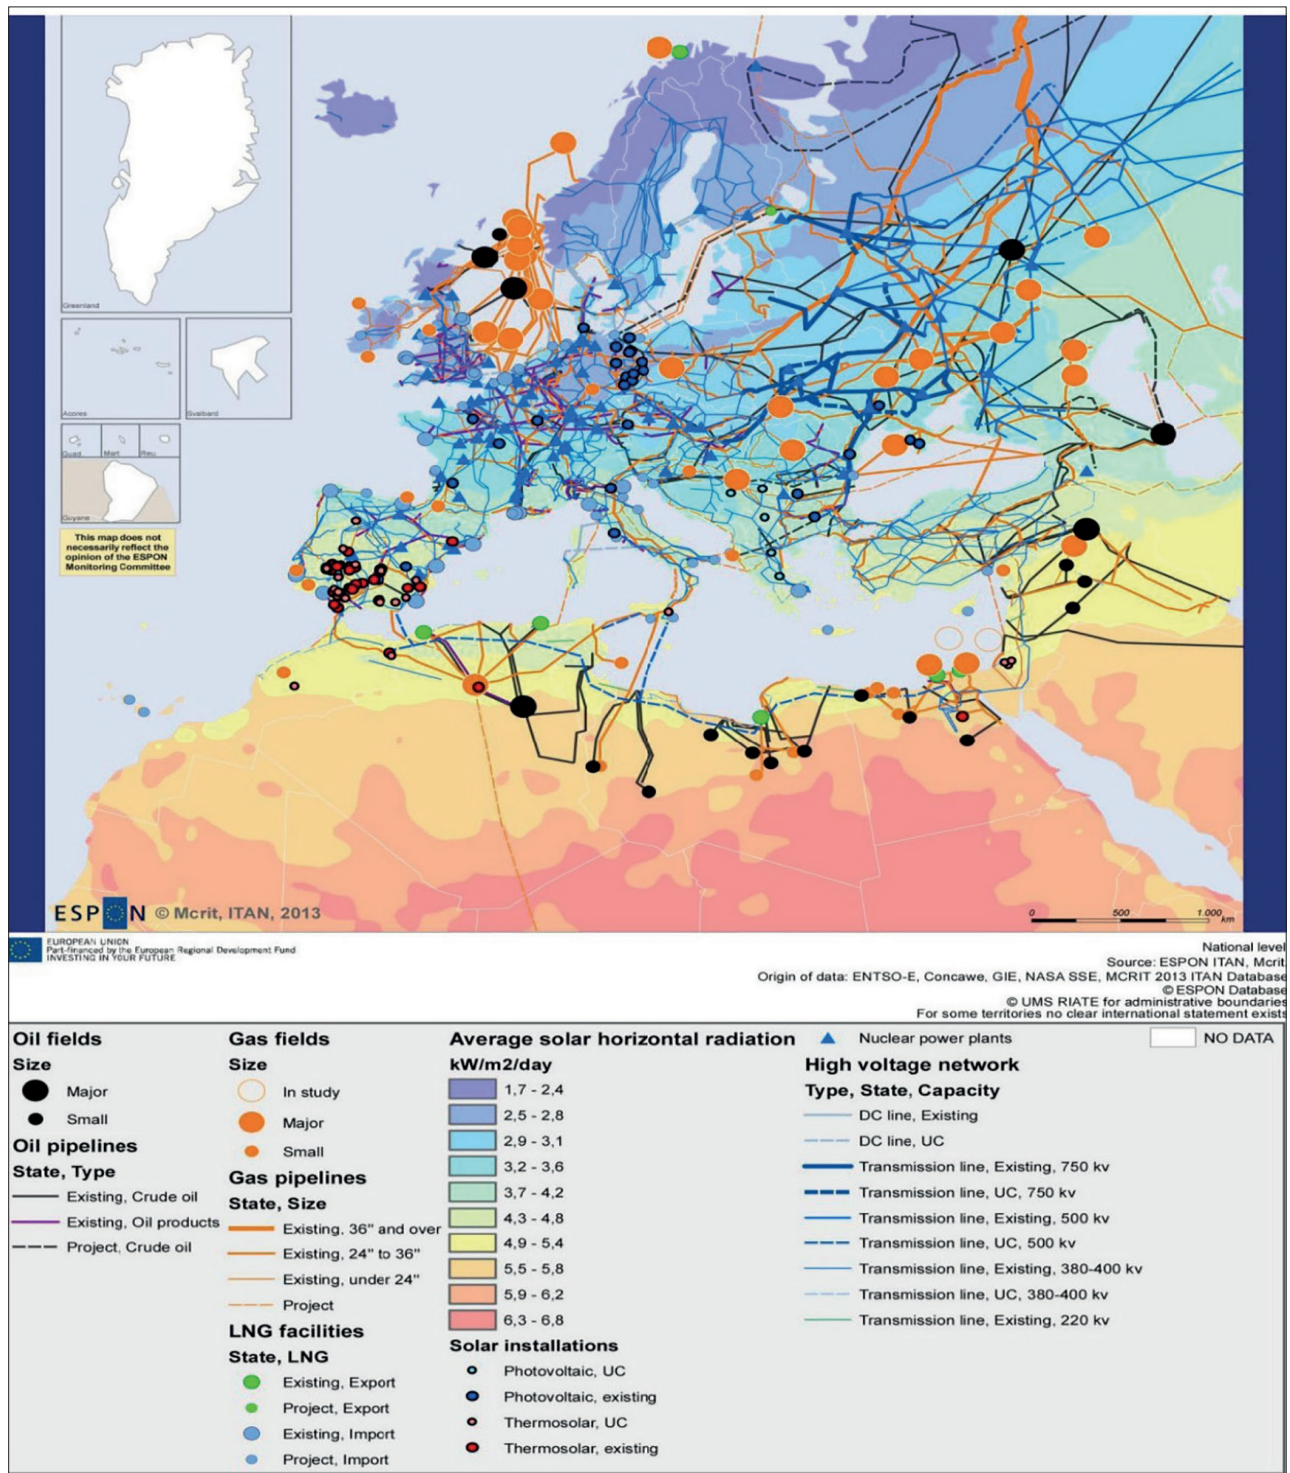 Greenland
Acores
Svalbard
Guad
Mart
Reu
Guyane
This map does not
necessarily reflect the
opinion of the ESPON
Monitoring Committee
ESPON © Mcrit, ITAN, 2013
0 500 1.000
km
EUROPEAN UNION
Part-financed by the European Regional Development Fund
INVESTING IN YOUR FUTURE
National level
Source: ESPON ITAN, Mcrit,
Origin of data: ENTSO-E, Concawe, GIE, NASA SSE, MCRIT 2013 ITAN Database
© ESPON Database
© UMS RIATE for administrative boundaries
For some territories no clear international statement exists
Oil fields
Size
Major
Small
Oil pipelines
State, Type
Existing, Crude oil
Existing, Oil products
Project, Crude oil
Gas fields
Size
In study
Major
Small
Gas pipelines
State, Size
Existing, 36" and over
Existing, 24" to 36"
Existing, under 24"
Project
LNG facilities
State, LNG
Existing, Export
Project, Export
Existing, Import
Project, Import
Average solar horizontal radiation
kW/m2/day
1,7 - 2,4
2,5 - 2,8
2,9 - 3,1
3,2 - 3,6
3,7 - 4,2
4,3 - 4,8
4,9 - 5,4
5,5 - 5,8
5,9 - 6,2
6,3 - 6,8
Solar installations
Photovoltaic, UC
Photovoltaic, existing
Thermosolar, UC
Thermosolar, existing
Nuclear power plants
High voltage network
Type, State, Capacity
DC line, Existing
DC line, UC
Transmission line, Existing, 750 kv
Transmission line, UC, 750 kv
Transmission line, Existing, 500 kv
Transmission line, UC, 500 kv
Transmission line, Existing, 380-400 kv
Transmission line, UC, 380-400 kv
Transmission line, Existing, 220 kv
NO DATA